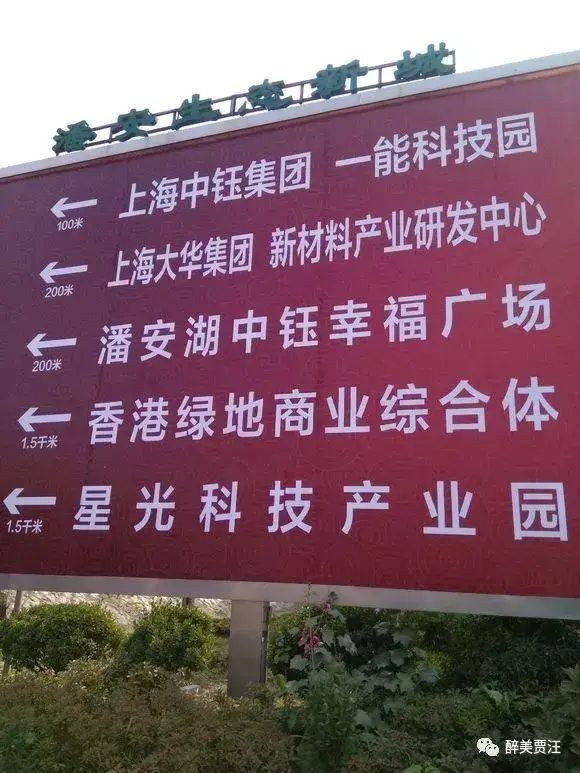 潘安生态新城
上海中钰集团 一能科技园
100米
上海大华集团 新材料产业研发中心
200米
潘安湖中钰幸福广场
200米
香港绿地商业综合体
1.5千米
星光科技产业园
1.5千米
醉美贾汪